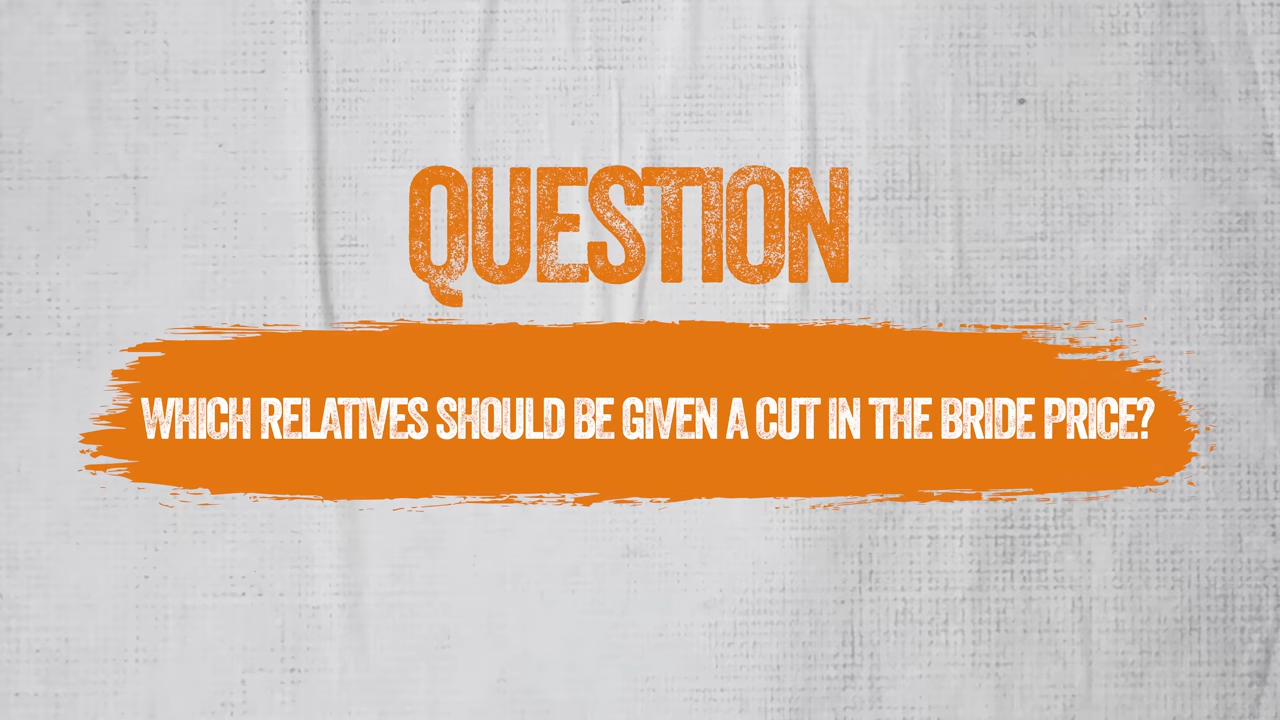 QUESTION
WHICH RELATIVES SHOULD BE GIVEN A CUT IN THE BRIDE PRICE?